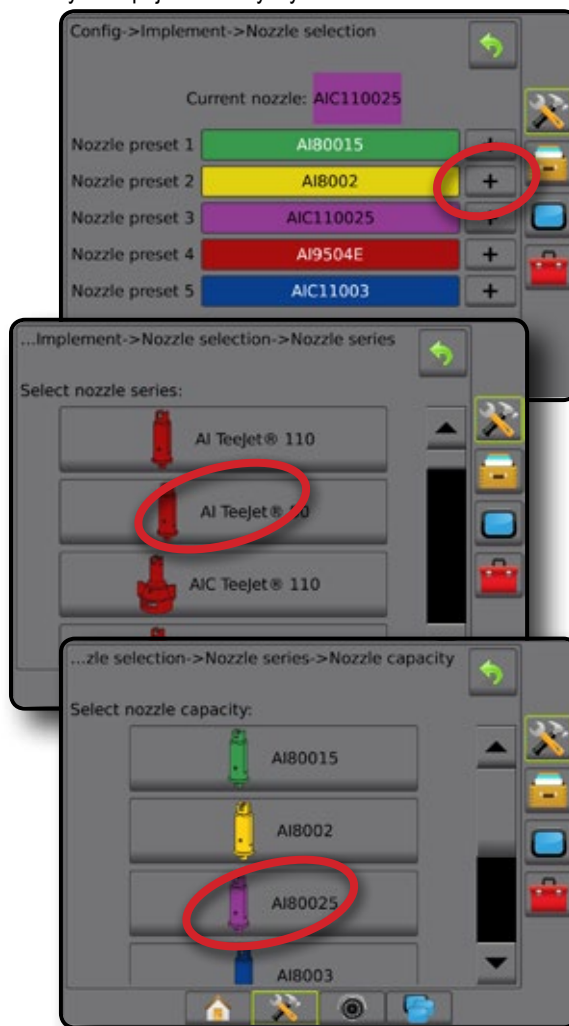 Config->Implement->Nozzle selection
Current nozzle: AIC110025
Nozzle preset 1 AI80015 +
Nozzle preset 2 AI8002 +
Nozzle preset 3 AIC110025 +
Nozzle preset 4 AI9504E +
Nozzle preset 5 AIC11003 +
...Implement->Nozzle selection->Nozzle series
Select nozzle series:
AI TeeJet® 110
AI TeeJet® 80
AIC TeeJet® 110
...zle selection->Nozzle series->Nozzle capacity
Select nozzle capacity:
AI80015
AI8002
AI80025
AI8003